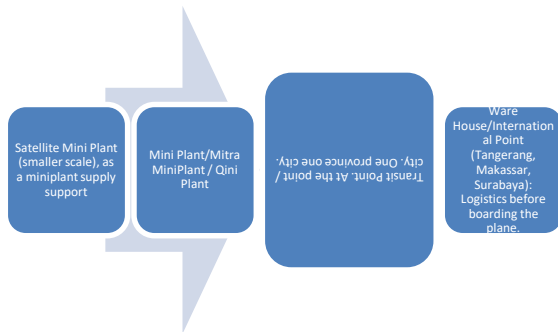 Satellite Mini Plant
(smaller scale), as
a miniplant supply
support
Mini Plant/Mitra
MiniPlant / Qini
Plant
Transit Point. At the point /
city. One province one city.
Ware
House/Internation
al Point
(Tangerang,
Makassar,
Surabaya):
Logistics before
boarding the
plane.